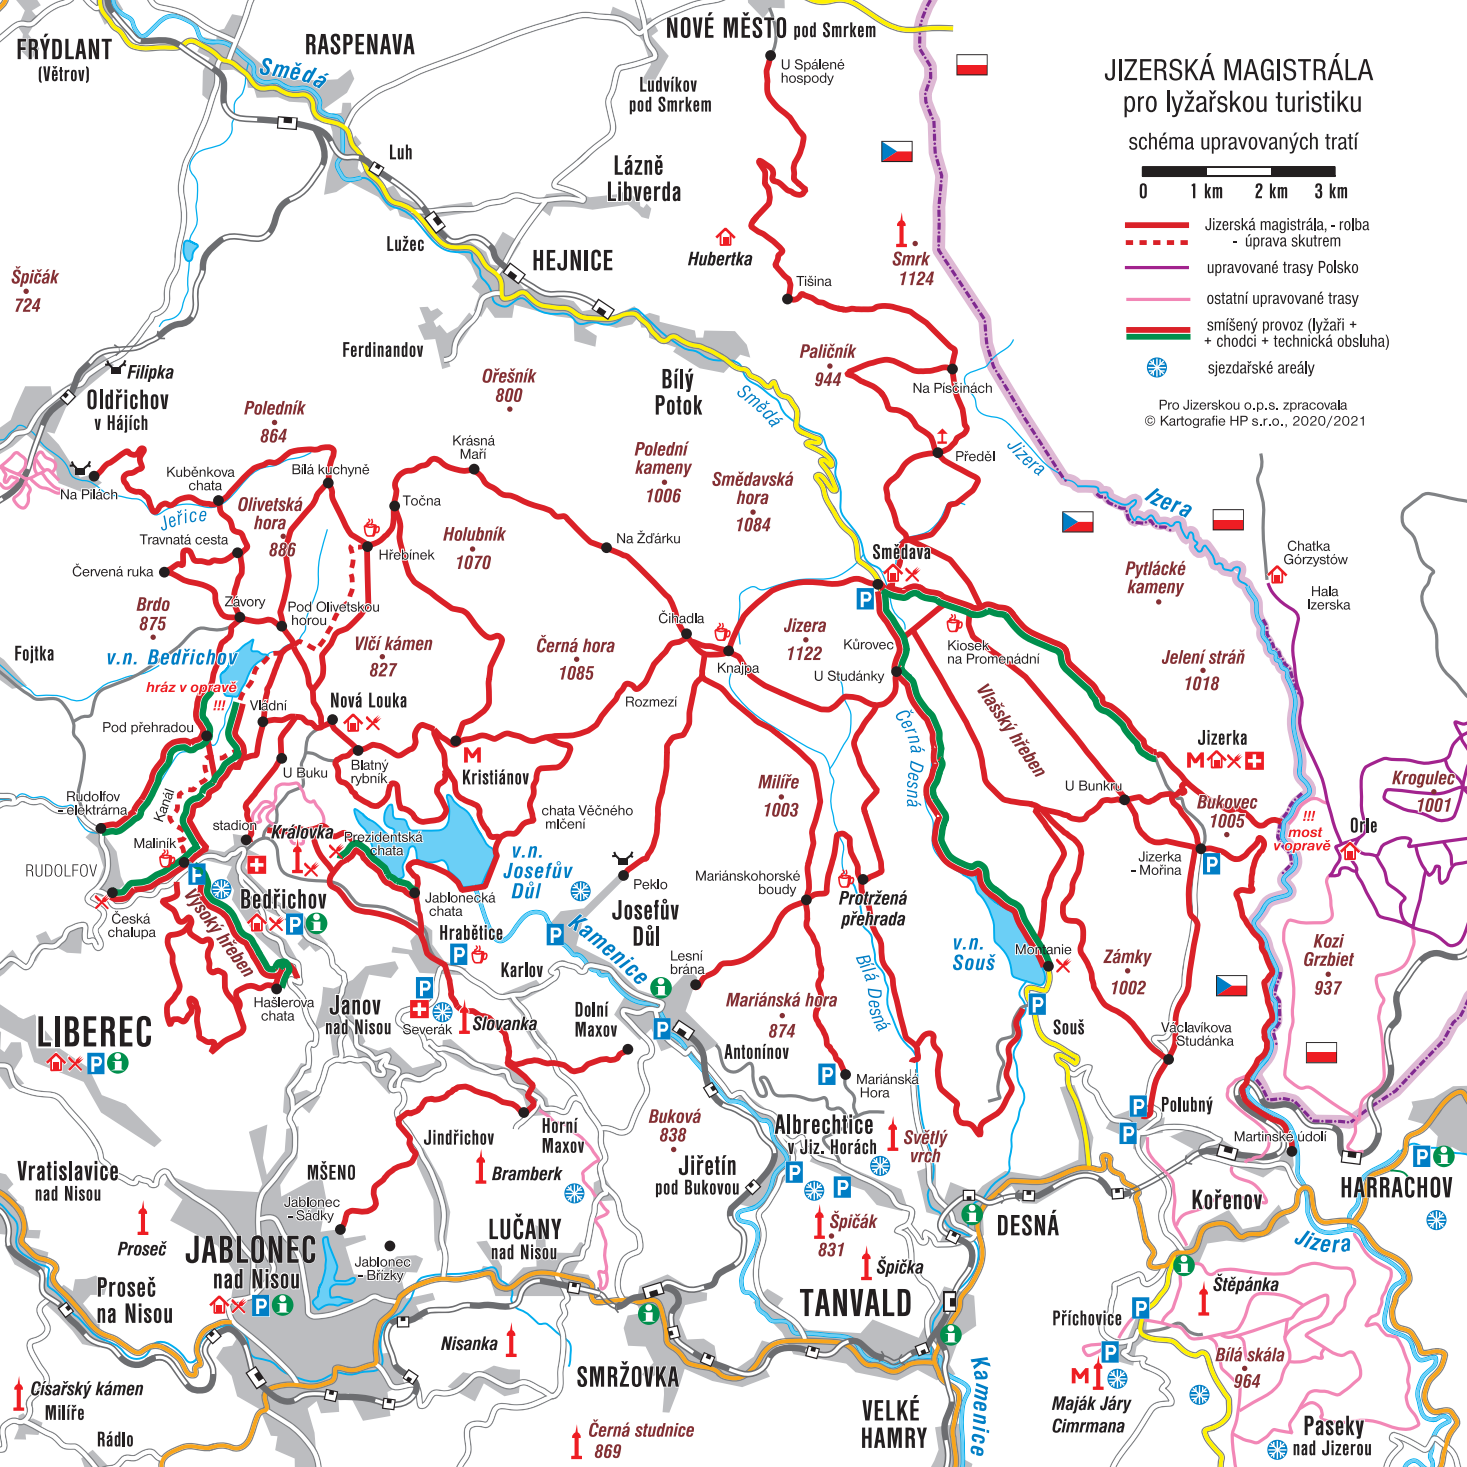 FRÝDLANT
(Větrov)
RASPENAVA
Smědá
NOVÉ MĚSTO pod Smrkem
U Spálené
hospody
Ludvíkov
pod Smrkem
JIZERSKÁ MAGISTRÁLA
pro lyžařskou turistiku
schéma upravovaných tratí
0 1 km 2 km 3 km
Jizerská magistrála, - rolba
- úprava skutrem
upravované trasy Polsko
ostatní upravované trasy
smíšený provoz (lyžaři +
+ chodci + technická obsluha)
sjezdařské areály
Pro Jizerskou o.p.s. zpracovala
© Kartografie HP s.r.o., 2020/2021
Luh
Lázně
Libverda
Lužec
HEJNICE
Hubertka
Smrk
1124
Tišina
Špičák
724
Ferdinandov
Filipka
Oldřichov
v Hájích
Ořešník
800
Bílý
Potok
Paličník
944
Na Písčinách
Smědá
Jizera
Předěl
Poledník
864
Krásná
Maří
Polední
kameny
1006
Smědavská
hora
1084
Na Pilách
Kuběnkova
chata
Bílá kuchyně
Jeřice
Olivetská
hora
886
Točna
Holubník
1070
Na Žďárku
Izera
Travnatá cesta
Hřebínek
Červená ruka
Smědava
Chatka
Górzystów
Hala
Izerska
Pytlácké
kameny
Brdo
875
Závory
Pod Olivetskou
horou
Čihadla
Fojtka
v.n. Bedřichov
hráz v opravě
!!!
Vlčí kámen
827
Černá hora
1085
Jizera
1122
Kůrovec
Kiosek
na Promenádní
Jelení stráň
1018
Knajpa
U Studánky
Rozmezí
Vládní
Nová Louka
Pod přehradou
Černá Desná
Vlašský hřeben
Jizerka
M
U Buku
Blatný
rybník
M
Kristiánov
Milíře
1003
U Bunkru
Krogulec
1001
Rudolfov
- elektrárna
Kanál
chata Věčného
mlčení
Bukovec
1005
!!!
most
v opravě
Orle
stadion
Královka
Prezidentská
chata
Maliník
RUDOLFOV
v.n.
Josefův
Důl
Peklo
Mariánskohorské
boudy
Protržená
přehrada
Jizerka
- Mořina
P
P
Bedřichov
P i
Česká
chalupa
Vysoký hřeben
Jablonecká
chata
Hrabětice
P
P
Kamenice
Josefův
Důl
v.n.
Souš
Montanie
Zámky
1002
Kozi
Grzbiet
937
Hašlerova
chata
Karlov
Lesní
brána
Bílá Desná
Janov
nad Nisou
P
Severák
Slovanka
Dolní
Maxov
Mariánská hora
874
P
Souš
Václavíkova
Studánka
LIBEREC
P i
Antonínov
Mariánská
Hora
P
Polubný
Horní
Maxov
Buková
838
Albrechtice
v Jiz. Horách
Světlý
vrch
Martinské údolí
Jindřichov
MŠENO
Bramberk
Jiřetín
pod Bukovou
P i
HARRACHOV
Vratislavice
nad Nisou
Jablonec
- Sádky
Kořenov
Proseč
JABLONEC
nad Nisou
P i
LUČANY
nad Nisou
Špičák
831
DESNÁ
Jizera
Jablonec
- Břízky
Špička
Štěpánka
Proseč
na Nisou
TANVALD
Příchovice
P
Nisanka
SMRŽOVKA
Kamenice
Bílá skála
964
M
Maják Járy
Cimrmana
Císařský kámen
Milíře
VELKÉ
HAMRY
Paseky
nad Jizerou
Rádlo
Černá studnice
869